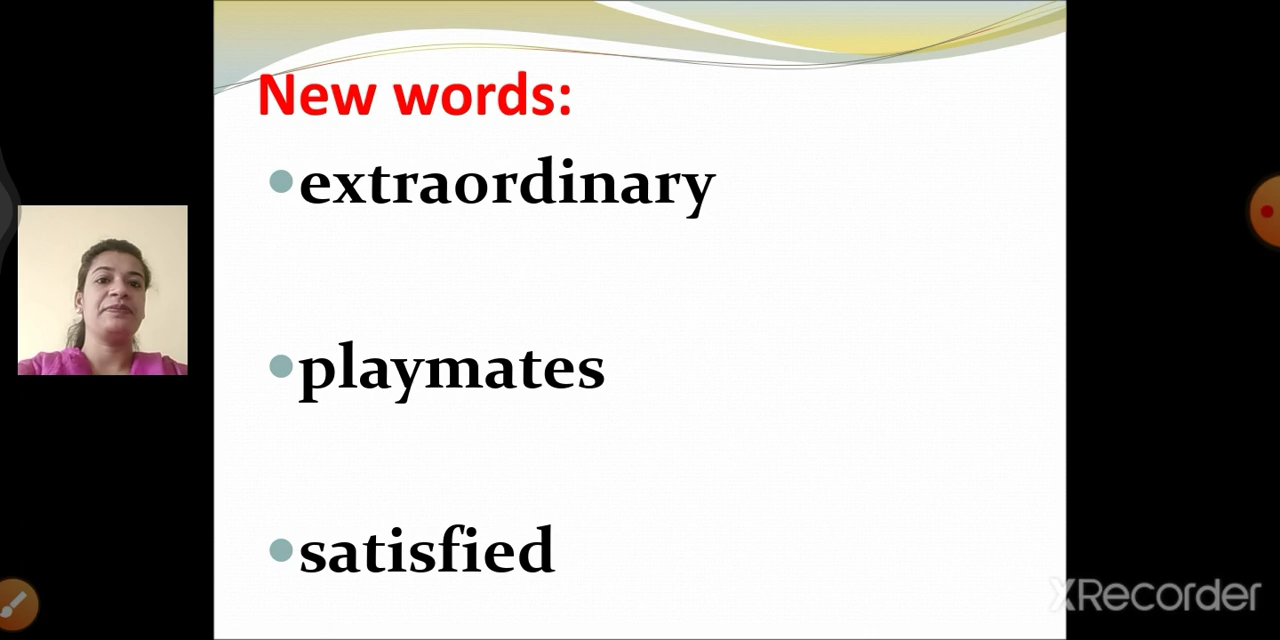 New words:
•extraordinary
•playmates
•satisfied
XRecorder